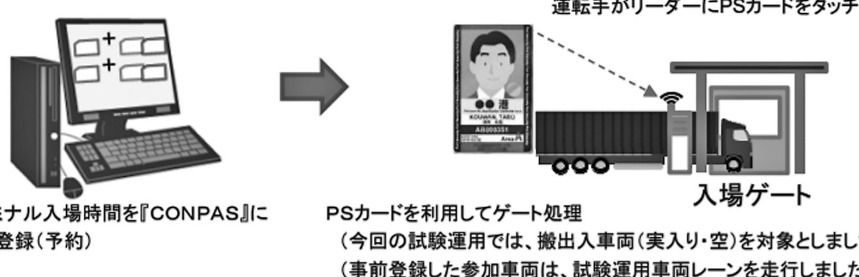 運転手がリーダーにPSカードをタッチ
●● 港
KOUWAN, TARO
AB000351
Area A
入場ゲート
ミナル入場時間を『CONPAS』に
登録(予約)
PSカードを利用してゲート処理
(今回の試験運用では、搬出入車両(実入り・空)を対象としまし
(事前登録した参加車両は、試験運用車両レーンを走行しました